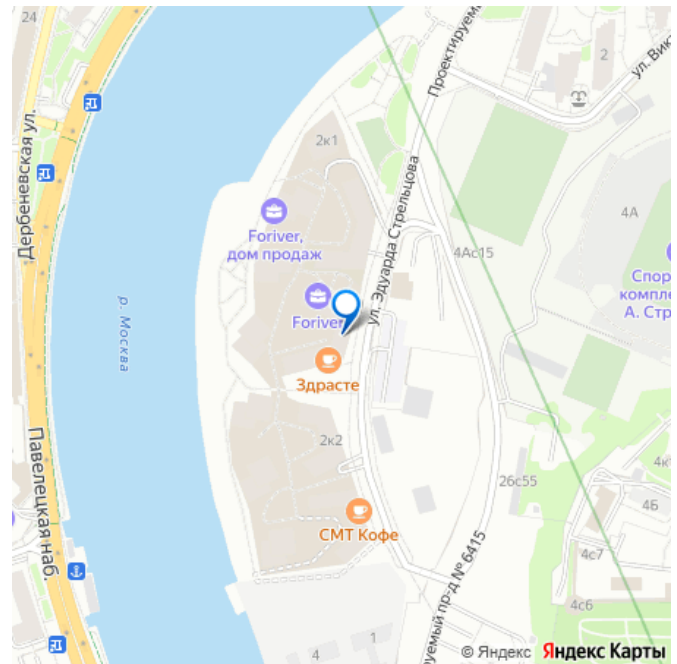 2
ул. Викт
Проектируем
24
Дербеневская ул.
2к1
ул. Эдуарда Стрельцова
4А
Foriver,
дом продаж
4Ас15
Спор
компле
А. Стр
р. Москва
Foriver
Здрасте
Павелецкая наб.
2к2
4к
26с55
4Б
СМТ Кофе
4с7
уемый пр-д № 6415
4с6
4
1
© Яндекс Яндекс Карты